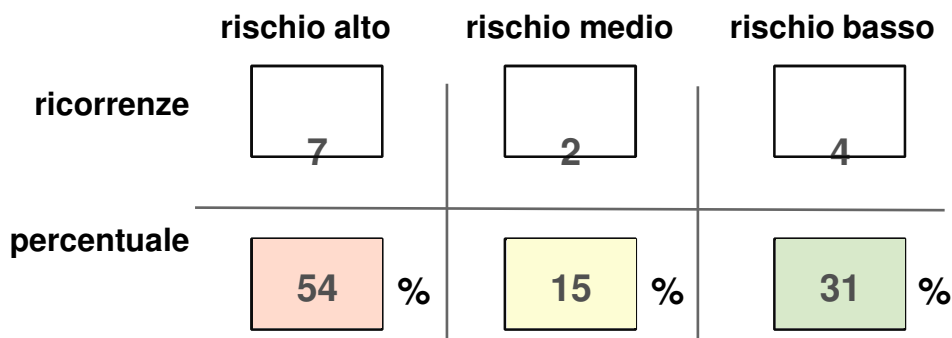 rischio alto rischio medio rischio basso
ricorrenze
7 2 4
percentuale
54 % 15 % 31 %